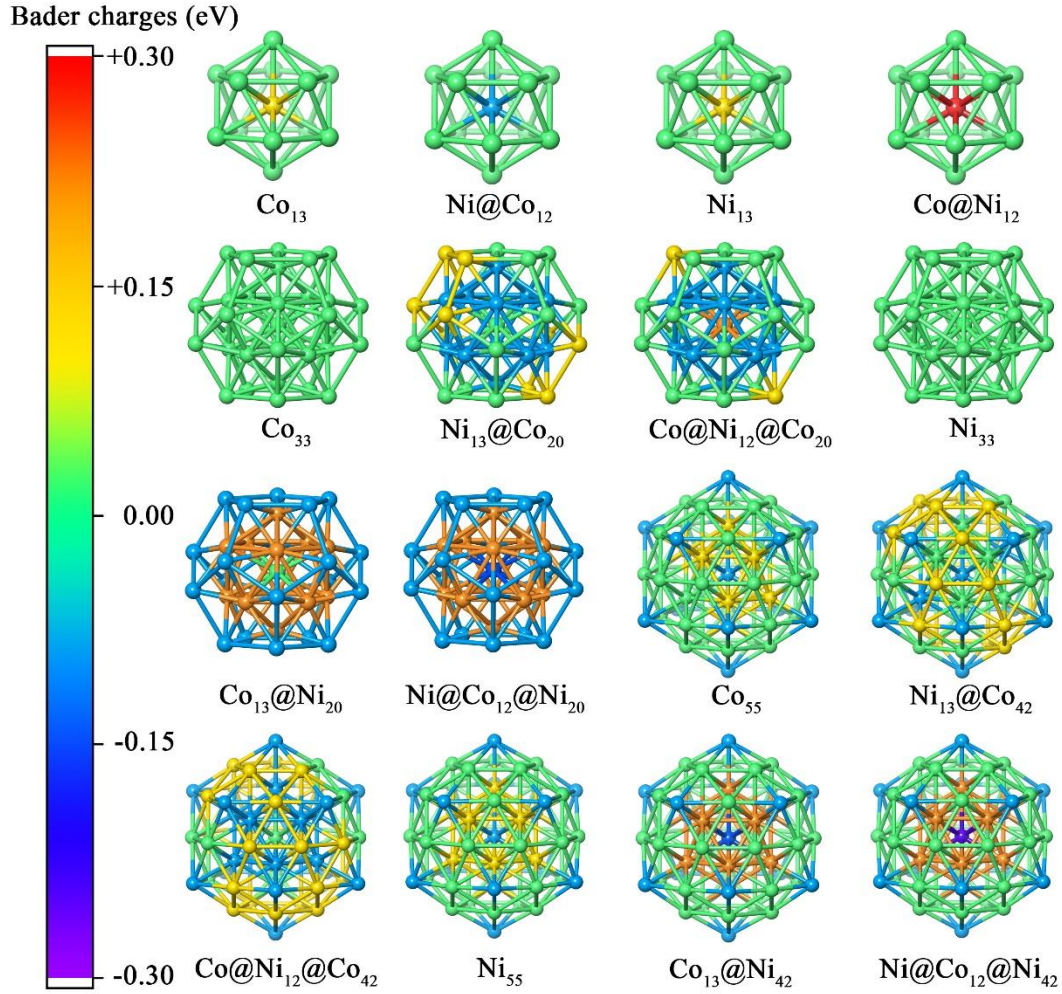 Bader charges (eV)
+0.30
+0.15
0.00
-0.15
-0.30
Co₁₃ Ni@Co₁₂ Ni₁₃ Co@Ni₁₂
Co₃₃ Ni₁₃@Co₂₀ Co@Ni₁₂@Co₂₀ Ni₃₃
Co₁₃@Ni₂₀ Ni@Co₁₂@Ni₂₀ Co₅₅ Ni₁₃@Co₄₂
Co@Ni₁₂@Co₄₂ Ni₅₅ Co₁₃@Ni₄₂ Ni@Co₁₂@Ni₄₂